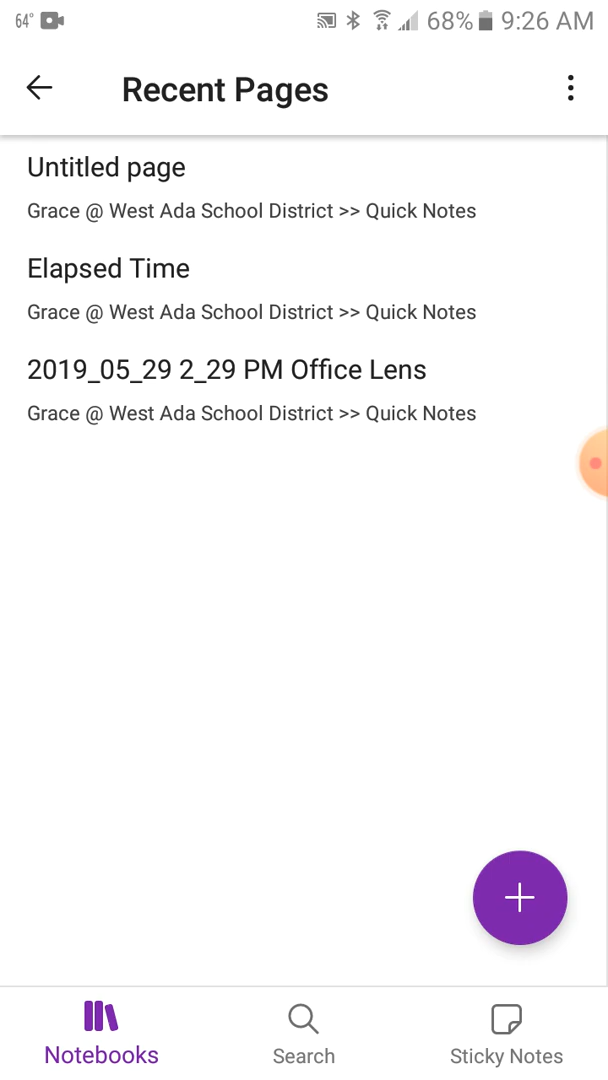 64° 68% 9:26 AM
Recent Pages
Untitled page
Grace @ West Ada School District >> Quick Notes
Elapsed Time
Grace @ West Ada School District >> Quick Notes
2019_05_29 2_29 PM Office Lens
Grace @ West Ada School District >> Quick Notes
Notebooks Search Sticky Notes